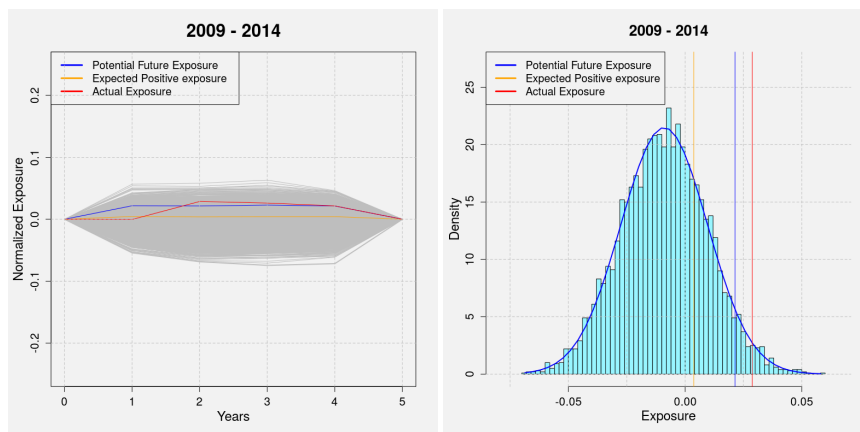 2009 - 2014
Potential Future Exposure
Expected Positive exposure
Actual Exposure
Normalized Exposure
0.2
0.1
0.0
-0.1
-0.2
0 1 2 3 4 5
Years
2009 - 2014
Potential Future Exposure
Expected Positive exposure
Actual Exposure
Density
25
20
15
10
5
0
-0.05 0.00 0.05
Exposure